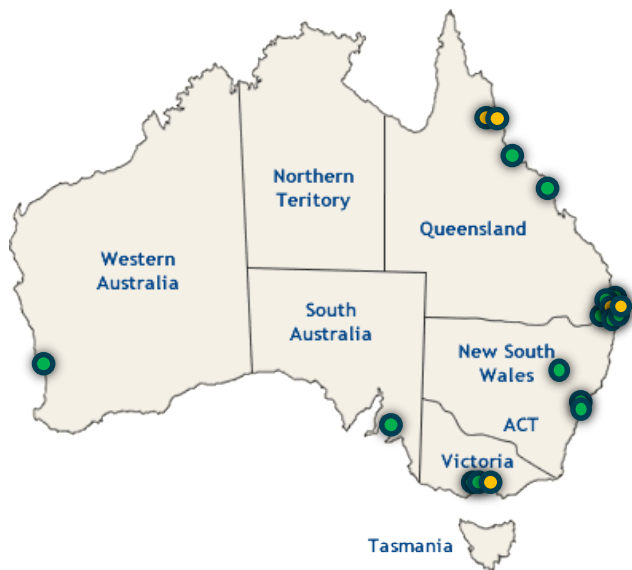 Northern
Teritory
Queensland
Western
Australia
South
Australia
New South
Wales
ACT
Victoria
Tasmania